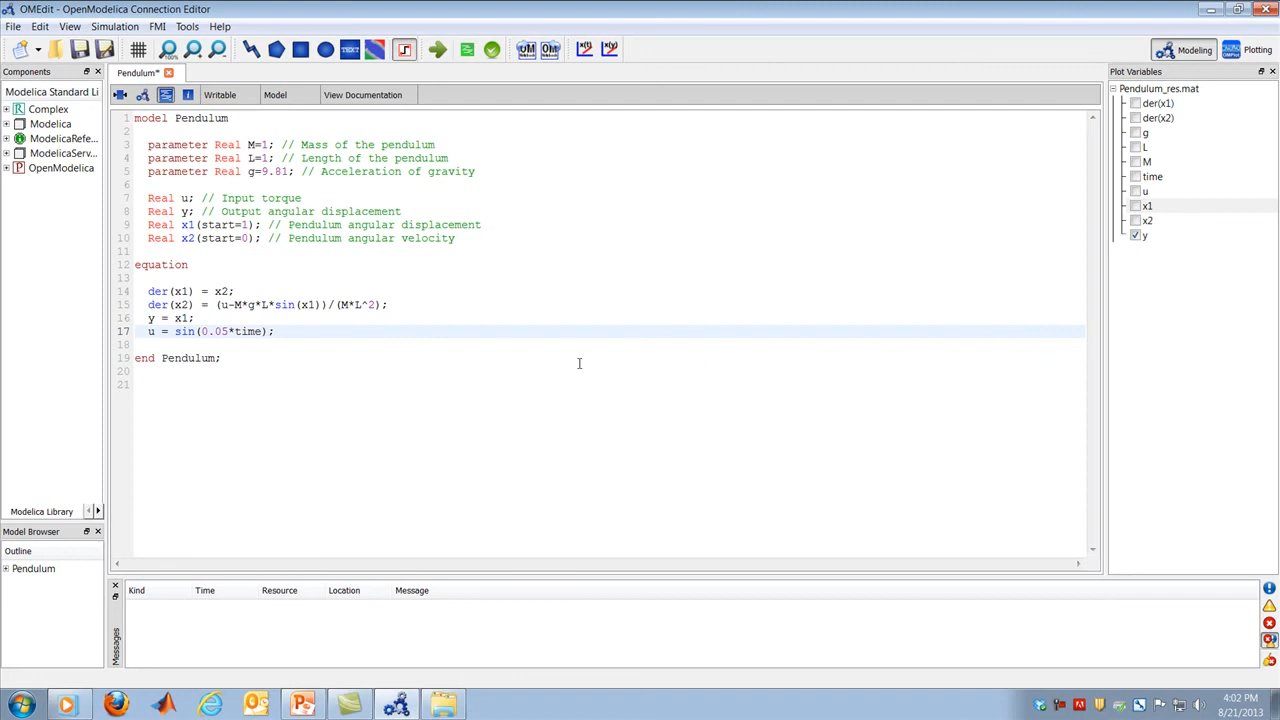 OMEdit - OpenModelica Connection Editor
File Edit View Simulation FMI Tools Help
100% TEXT x(t) x(y) Modeling Plotting
Components
Pendulum*
Plot Variables
Modelica Standard Li
Writable Model View Documentation
Complex
Modelica
ModelicaRefe...
ModelicaServ...
OpenModelica
1 model Pendulum
2
3 parameter Real M=1; // Mass of the pendulum
4 parameter Real L=1; // Length of the pendulum
5 parameter Real g=9.81; // Acceleration of gravity
6
7 Real u; // Input torque
8 Real y; // Output angular displacement
9 Real x1(start=1); // Pendulum angular displacement
10 Real x2(start=0); // Pendulum angular velocity
11
12 equation
13
14 der(x1) = x2;
15 der(x2) = (u-M*g*L*sin(x1))/(M*L^2);
16 y = x1;
17 u = sin(0.05*time);
18
19 end Pendulum;
20
21
Pendulum_res.mat
der(x1)
der(x2)
g
L
M
time
u
x1
x2
y
Modelica Library
Model Browser
Outline
Pendulum
Messages
Kind Time Resource Location Message
4:02 PM
8/21/2013